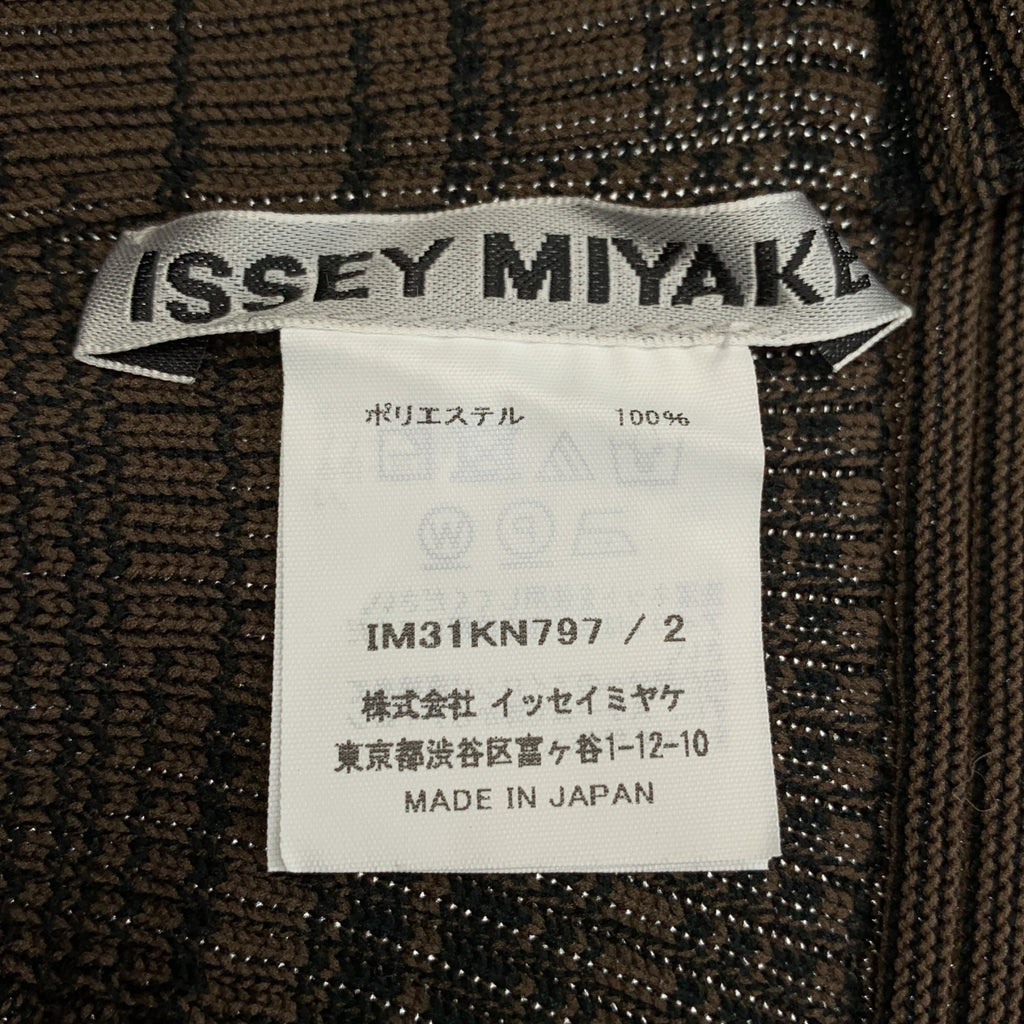 ISSEY MIYAKE
ポリエステル 100%
IM31KN797 / 2
株式会社 イッセイミヤケ
東京都渋谷区富ヶ谷1-12-10
MADE IN JAPAN